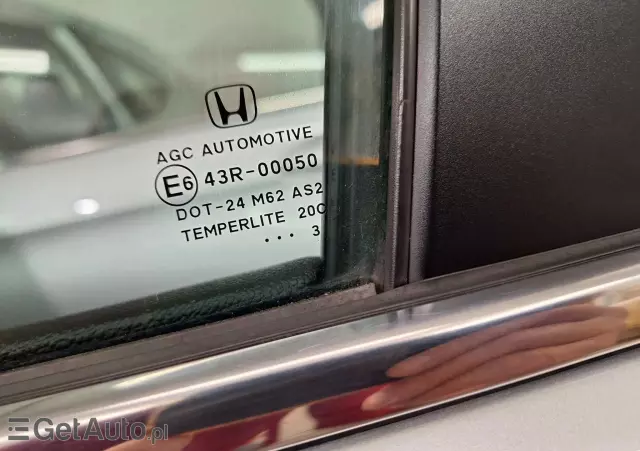 AGC AUTOMOTIVE
E6 43R-00050
DOT-24 M62 AS2
TEMPERLITE 20C
... 3
GetAuto.pl